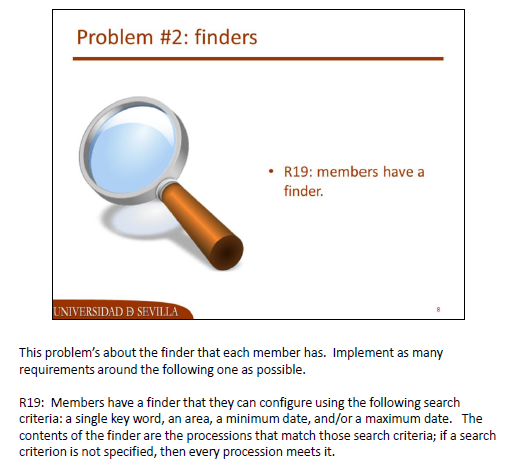 Problem #2: finders
• R19: members have a
finder.
UNIVERSIDAD Ð SEVILLA
8
This problem's about the finder that each member has.  Implement as many
requirements around the following one as possible.
R19:  Members have a finder that they can configure using the following search
criteria: a single key word, an area, a minimum date, and/or a maximum date.   The
contents of the finder are the processions that match those search criteria; if a search
criterion is not specified, then every procession meets it.